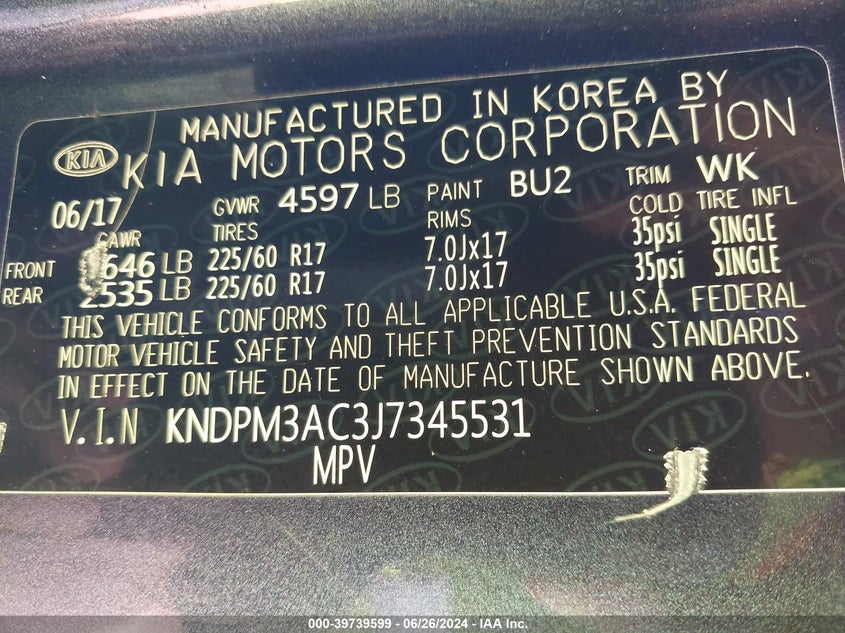 MANUFACTURED IN KOREA BY
KIA KIA MOTORS CORPORATION
06/17 GVWR 4597 LB PAINT BU2 TRIM WK
GAWR TIRES RIMS COLD TIRE INFL
FRONT 646 LB 225/60 R17 7.0Jx17 35psi SINGLE
REAR 2535 LB 225/60 R17 7.0Jx17 35psi SINGLE
THIS VEHICLE CONFORMS TO ALL APPLICABLE U.S.A. FEDERAL
MOTOR VEHICLE SAFETY AND THEFT PREVENTION STANDARDS
IN EFFECT ON THE DATE OF MANUFACTURE SHOWN ABOVE.
V.I.N KNDPM3AC3J7345531
MPV
000-39739599 - 06/26/2024 - IAA Inc.